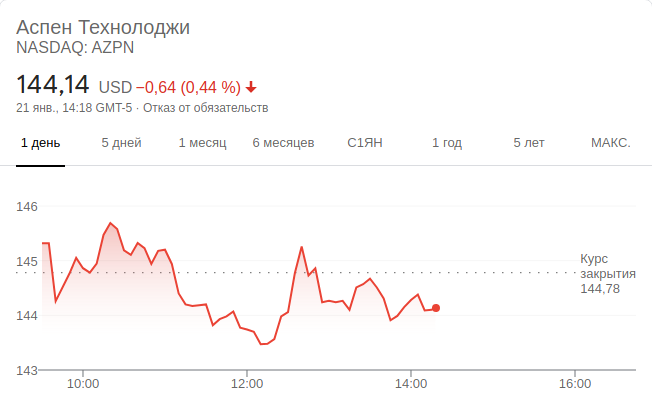 Аспен Технолоджи
NASDAQ: AZPN
144,14 USD −0,64 (0,44 %)
21 янв., 14:18 GMT-5 · Отказ от обязательств
1 день 5 дней 1 месяц 6 месяцев С1ЯН 1 год 5 лет МАКС.
146
145
144
143
Курс
закрытия
144,78
10:00 12:00 14:00 16:00